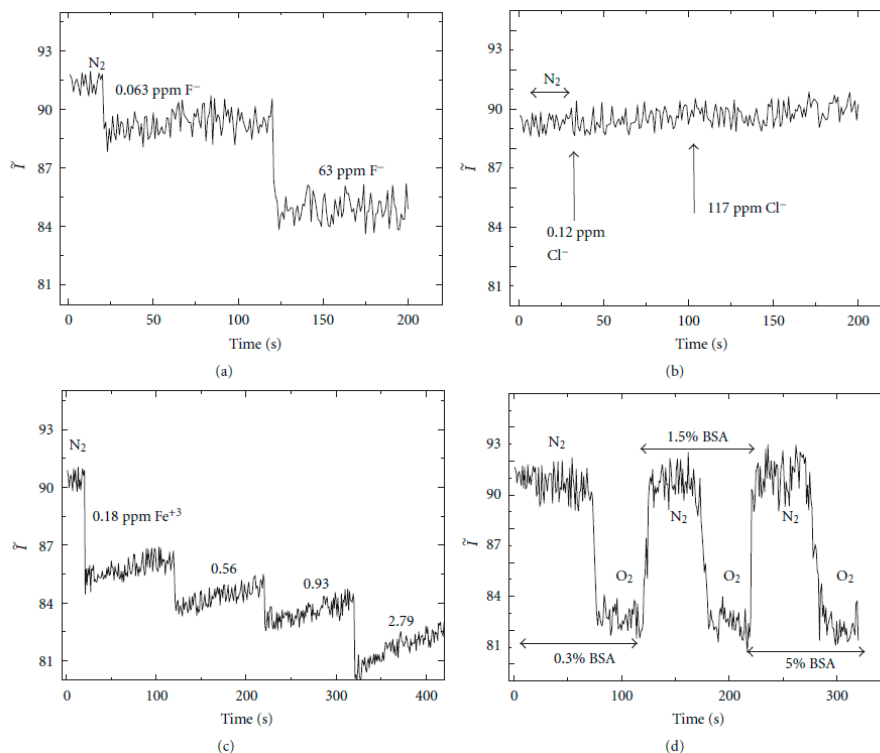 93
90
87
84
81
Ĩ
N₂
0.063 ppm F⁻
63 ppm F⁻
0 50 100 150 200
Time (s)
(a)
93
90
87
84
81
Ĩ
N₂
0.12 ppm
Cl⁻
117 ppm Cl⁻
0 50 100 150 200
Time (s)
(b)
93
90
87
84
81
Ĩ
N₂
0.18 ppm Fe⁺³
0.56
0.93
2.79
0 100 200 300 400
Time (s)
(c)
96
93
90
87
84
81
Ĩ
N₂
1.5% BSA
N₂
N₂
O₂
O₂
O₂
0.3% BSA
5% BSA
0 100 200 300
Time (s)
(d)